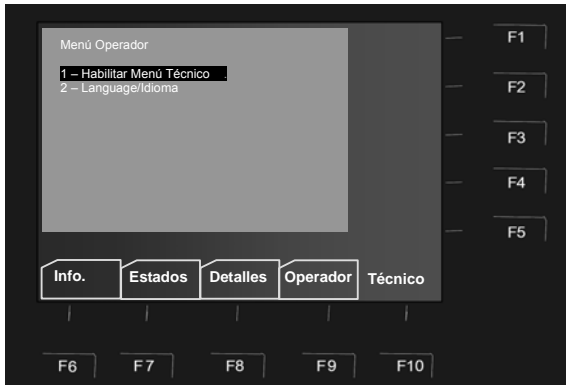 Menú Operador
1 – Habilitar Menú Técnico .
2 – Language/Idioma
F1
F2
F3
F4
F5
Info. Estados Detalles Operador Técnico
F6 F7 F8 F9 F10